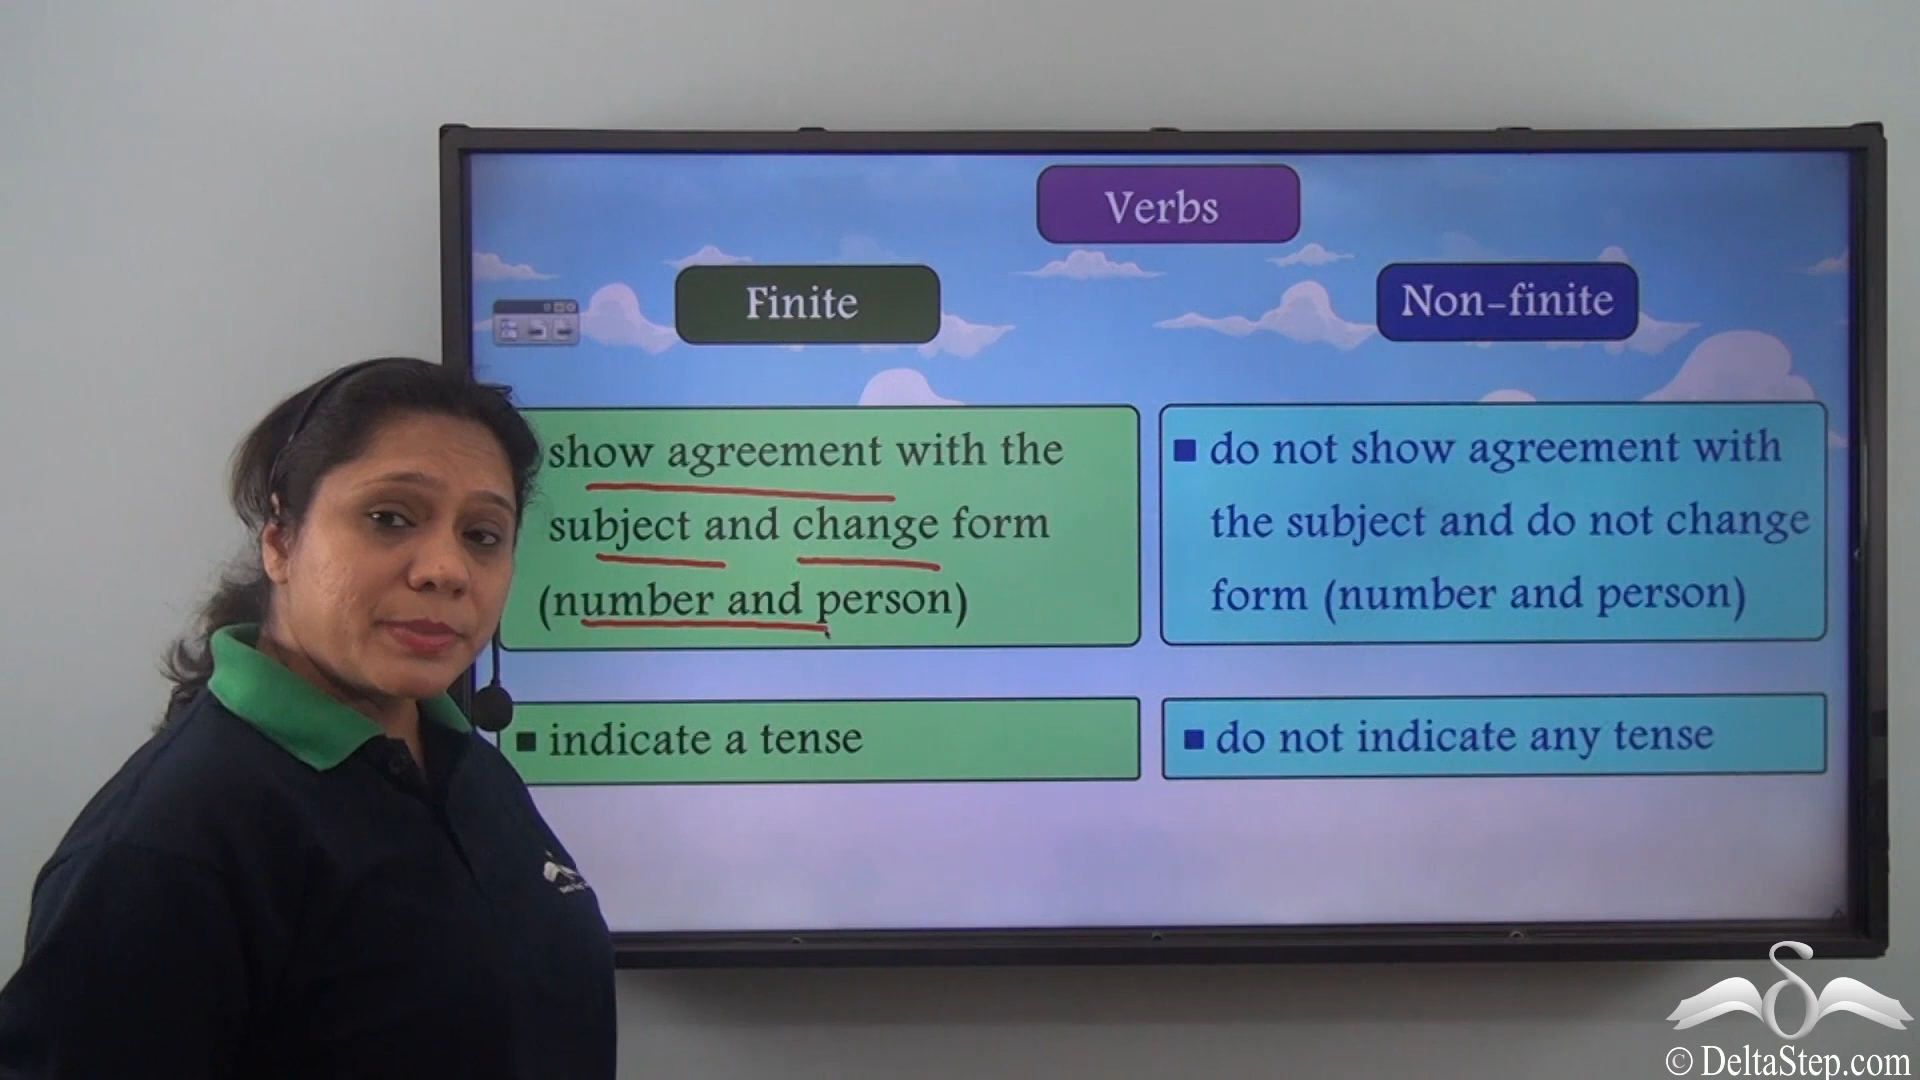 Verbs
Finite
Non-finite
show agreement with the
subject and change form
(number and person)
do not show agreement with
the subject and do not change
form (number and person)
indicate a tense
do not indicate any tense
© DeltaStep.com